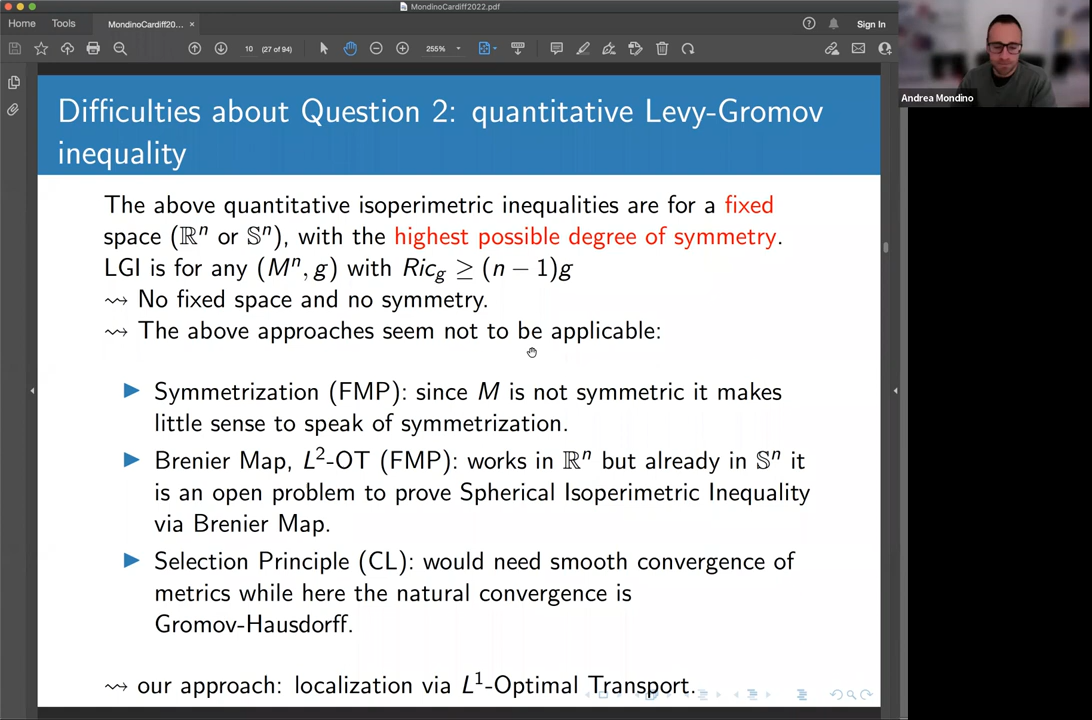 MondinoCardiff2022.pdf
Home Tools MondinoCardiff20... × Sign In
10 (27 of 94) 255%
Andrea Mondino
Difficulties about Question 2: quantitative Levy-Gromov
inequality
The above quantitative isoperimetric inequalities are for a fixed
space (ℝⁿ or 𝕊ⁿ), with the highest possible degree of symmetry.
LGI is for any (Mⁿ, g) with Ric_g ≥ (n − 1)g
⇝ No fixed space and no symmetry.
⇝ The above approaches seem not to be applicable:
▶ Symmetrization (FMP): since M is not symmetric it makes
little sense to speak of symmetrization.
▶ Brenier Map, L²-OT (FMP): works in ℝⁿ but already in 𝕊ⁿ it
is an open problem to prove Spherical Isoperimetric Inequality
via Brenier Map.
▶ Selection Principle (CL): would need smooth convergence of
metrics while here the natural convergence is
Gromov-Hausdorff.
⇝ our approach: localization via L¹-Optimal Transport.